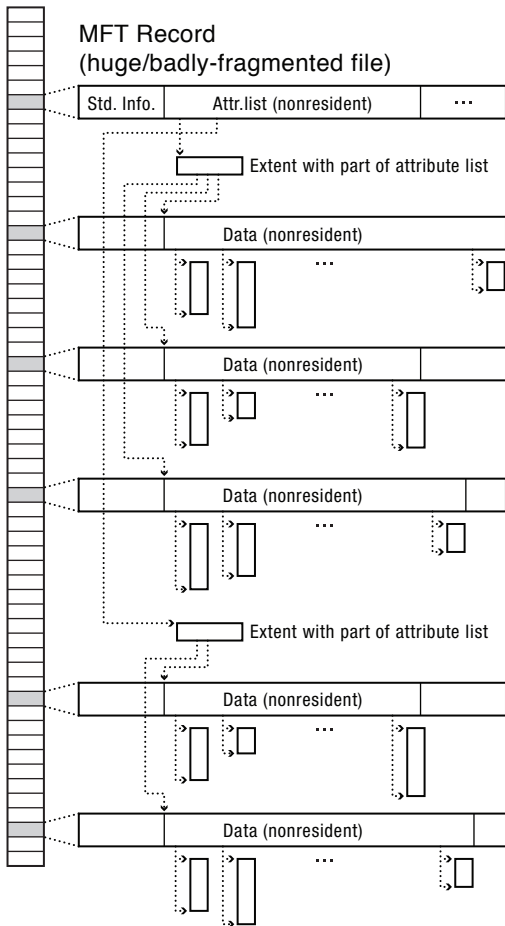 MFT Record
(huge/badly-fragmented file)
Std. Info. Attr.list (nonresident) ...
Extent with part of attribute list
Data (nonresident)
...
Data (nonresident)
...
Data (nonresident)
...
Extent with part of attribute list
Data (nonresident)
...
Data (nonresident)
...